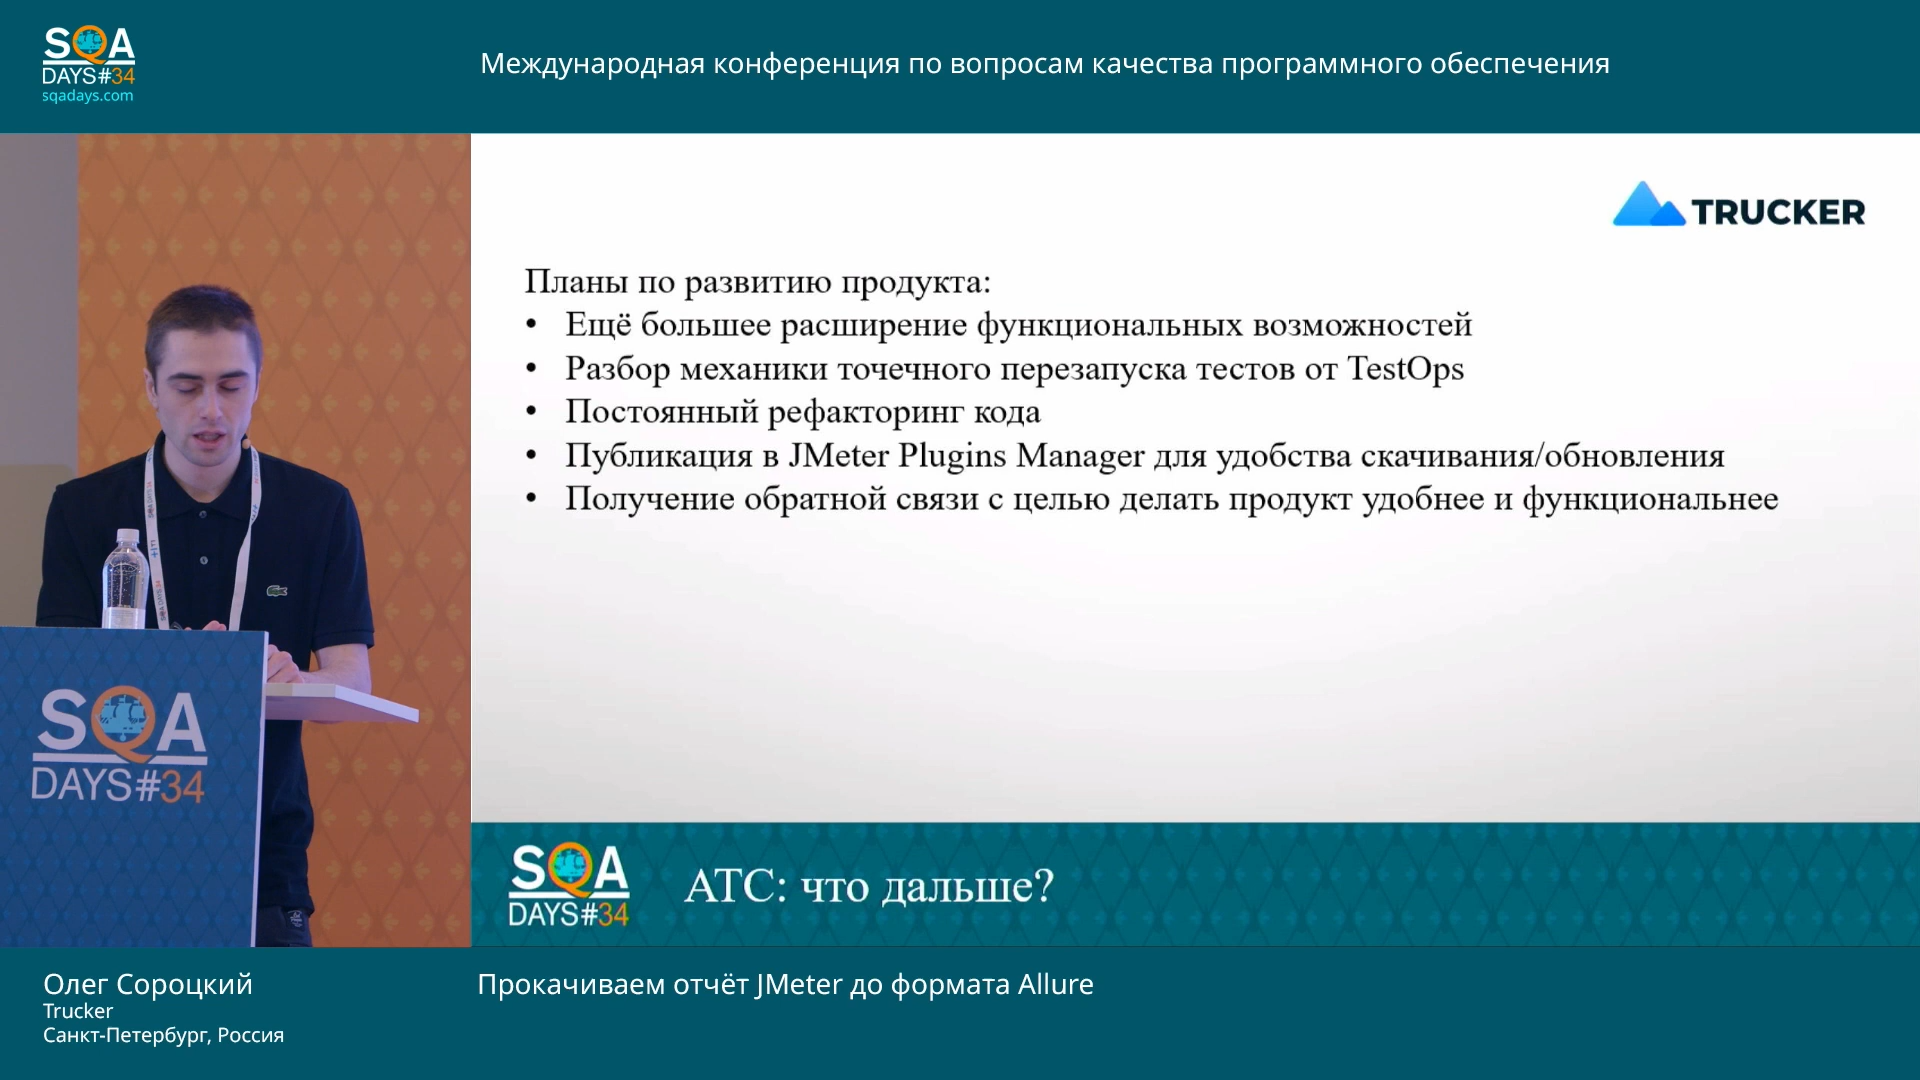 SQA
DAYS#34
sqadays.com
Международная конференция по вопросам качества программного обеспечения
TRUCKER
Планы по развитию продукта:
• Ещё большее расширение функциональных возможностей
• Разбор механики точечного перезапуска тестов от TestOps
• Постоянный рефакторинг кода
• Публикация в JMeter Plugins Manager для удобства скачивания/обновления
• Получение обратной связи с целью делать продукт удобнее и функциональнее
SQA
DAYS#34
SQA
DAYS#34
АТС: что дальше?
Олег Сороцкий
Trucker
Санкт-Петербург, Россия
Прокачиваем отчёт JMeter до формата Allure